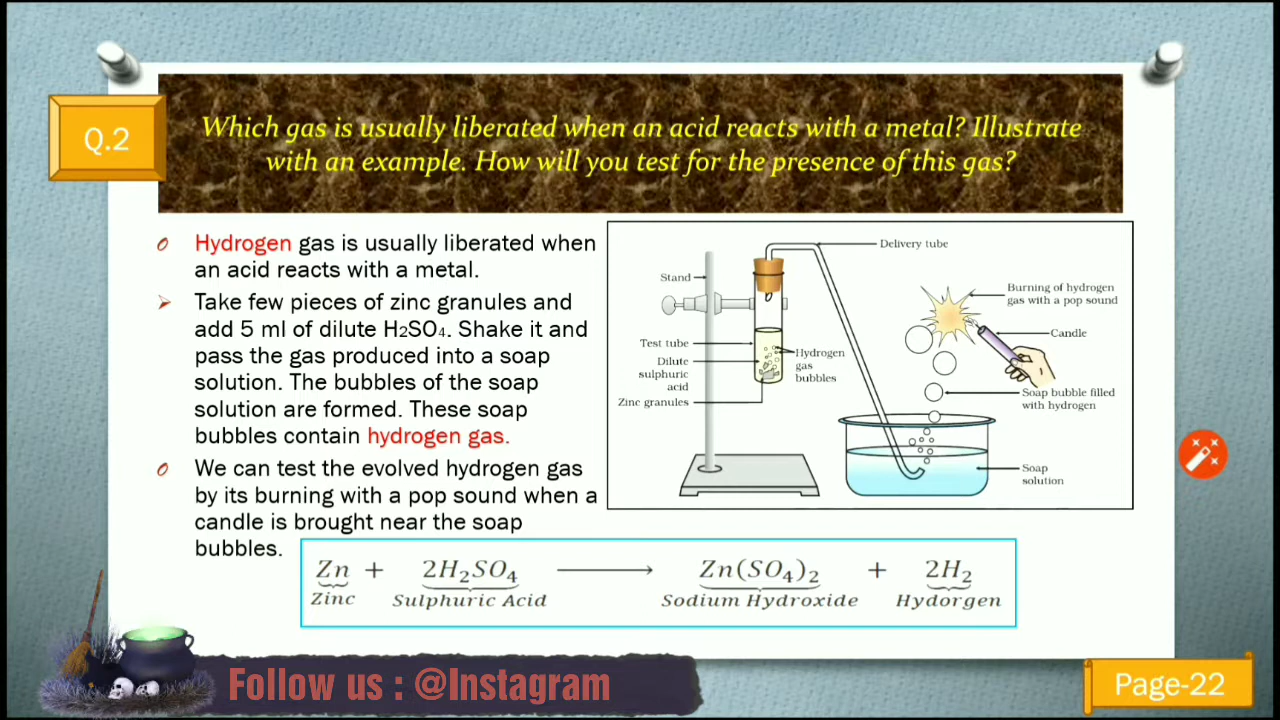 Q.2
Which gas is usually liberated when an acid reacts with a metal? Illustrate
with an example. How will you test for the presence of this gas?
Hydrogen gas is usually liberated when
an acid reacts with a metal.
Take few pieces of zinc granules and
add 5 ml of dilute H₂SO₄. Shake it and
pass the gas produced into a soap
solution. The bubbles of the soap
solution are formed. These soap
bubbles contain hydrogen gas.
We can test the evolved hydrogen gas
by its burning with a pop sound when a
candle is brought near the soap
bubbles.
Delivery tube
Stand
Burning of hydrogen
gas with a pop sound
Candle
Test tube
Hydrogen
gas
bubbles
Dilute
sulphuric
acid
Zinc granules
Soap bubble filled
with hydrogen
Soap
solution
Zn + 2H₂SO₄ ⟶ Zn(SO₄)₂ + 2H₂
Zinc Sulphuric Acid Sodium Hydroxide Hydorgen
Follow us : @Instagram
Page-22